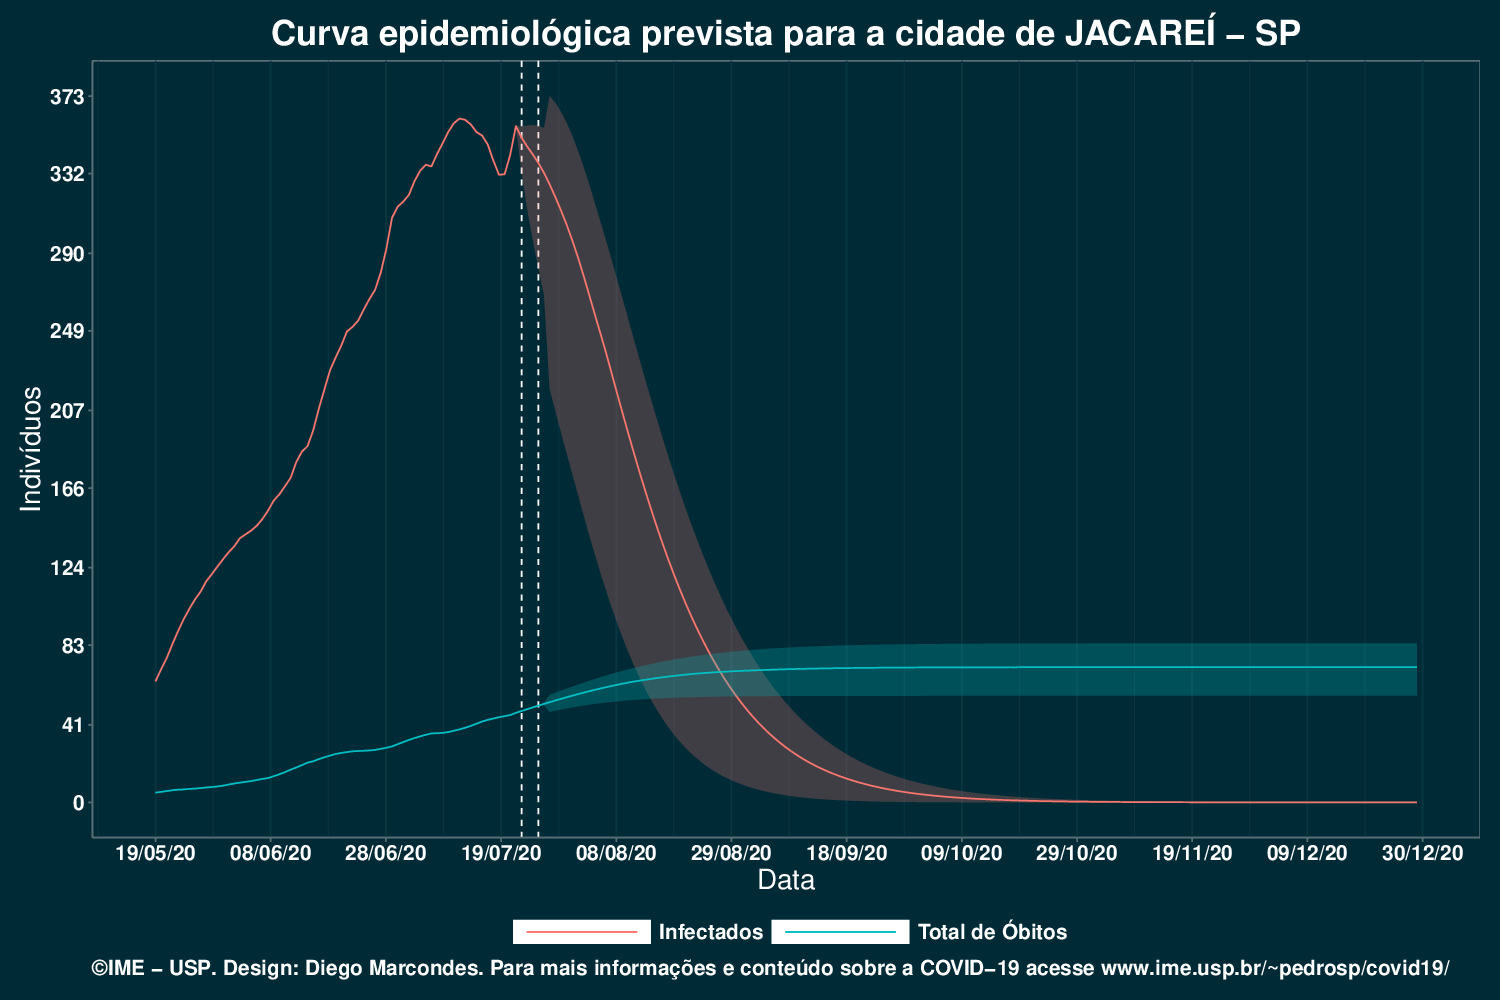 Curva epidemiológica prevista para a cidade de JACAREÍ – SP
Indivíduos
373
332
290
249
207
166
124
83
41
0
19/05/20 08/06/20 28/06/20 19/07/20 08/08/20 29/08/20 18/09/20 09/10/20 29/10/20 19/11/20 09/12/20 30/12/20
Data
Infectados Total de Óbitos
©IME – USP. Design: Diego Marcondes. Para mais informações e conteúdo sobre a COVID–19 acesse www.ime.usp.br/~pedrosp/covid19/